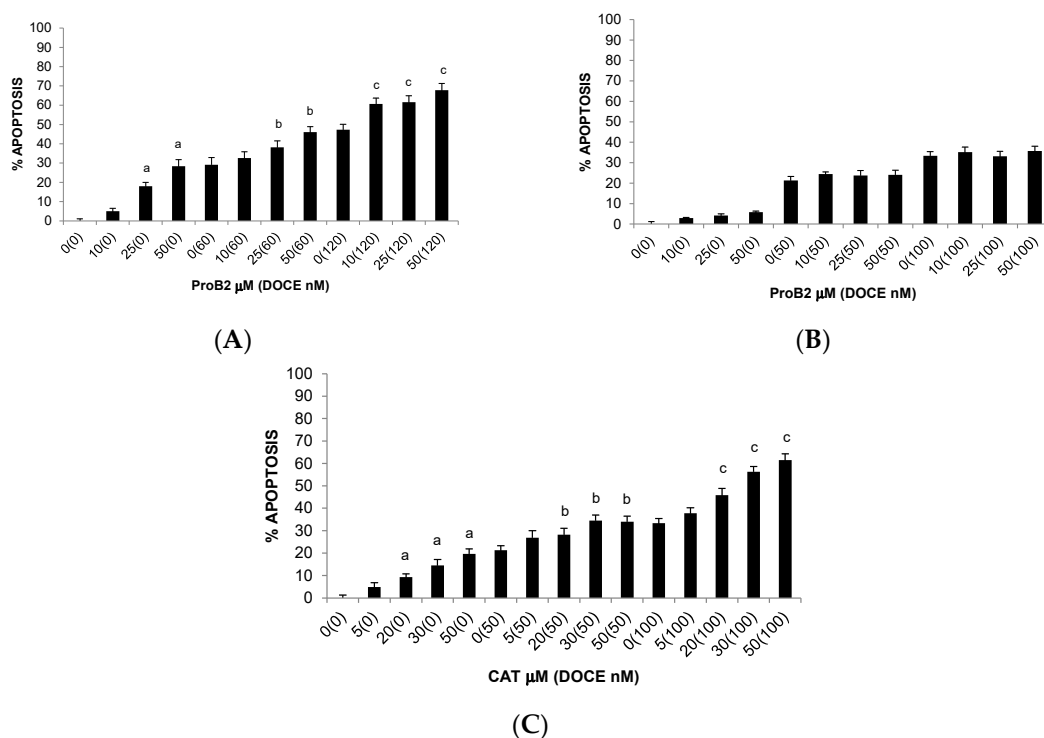 100
90
80
70
60
50
40
30
20
10
0
% APOPTOSIS
a
a
b
b
c
c
c
0(0)
10(0)
25(0)
50(0)
0(60)
10(60)
25(60)
50(60)
0(120)
10(120)
25(120)
50(120)
ProB2 µM (DOCE nM)
(A)
100
90
80
70
60
50
40
30
20
10
0
% APOPTOSIS
0(0)
10(0)
25(0)
50(0)
0(50)
10(50)
25(50)
50(50)
0(100)
10(100)
25(100)
50(100)
ProB2 µM (DOCE nM)
(B)
100
90
80
70
60
50
40
30
20
10
0
% APOPTOSIS
a
a
a
b
b
b
c
c
c
0(0)
5(0)
20(0)
30(0)
50(0)
0(50)
5(50)
20(50)
30(50)
50(50)
0(100)
5(100)
20(100)
30(100)
50(100)
CAT µM (DOCE nM)
(C)